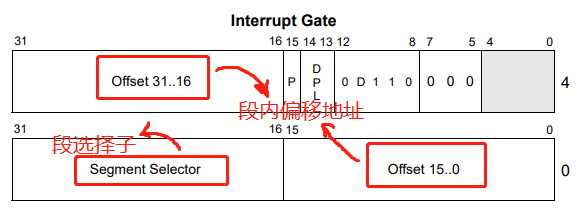 Interrupt Gate
31 16 15 14 13 12 8 7 5 4 0
Offset 31..16 P D P L 0 D 1 1 0 0 0 0 4
段内偏移地址
31 16 15 0
段选择子
Segment Selector Offset 15..0 0